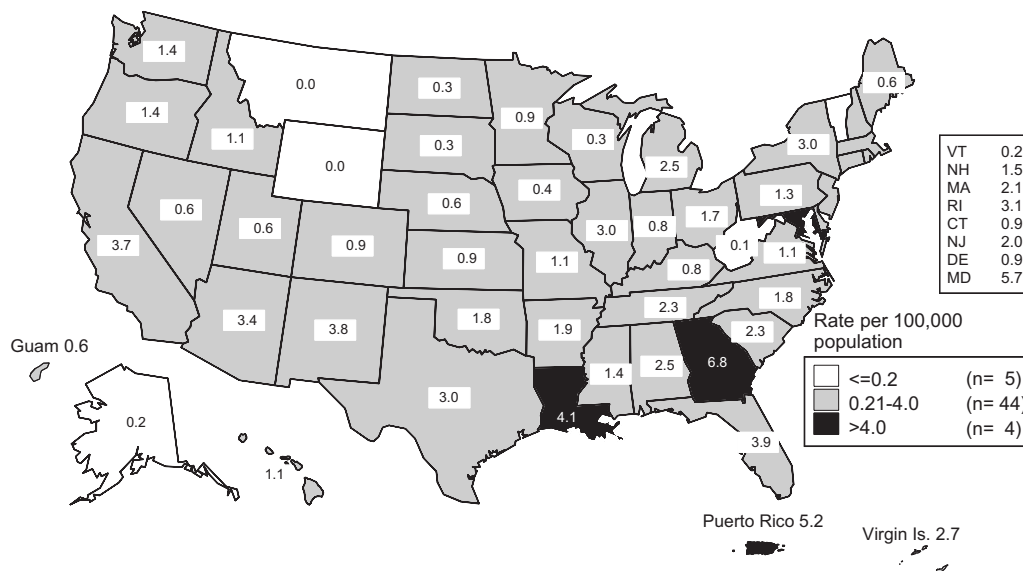 1.4
0.0
0.3
0.9
0.6
1.4
1.1
0.3
0.3
2.5
3.0
0.0
VT 0.2
NH 1.5
MA 2.1
RI 3.1
CT 0.9
NJ 2.0
DE 0.9
MD 5.7
0.6
0.6
0.6
0.4
1.3
3.7
0.9
0.9
1.1
3.0
0.8
1.7
0.1
1.1
0.8
3.4
3.8
1.8
1.9
2.3
1.8
2.3
Rate per 100,000
population
<=0.2 (n= 5)
0.21-4.0 (n= 44)
>4.0 (n= 4)
Guam 0.6
3.0
4.1
1.4
2.5
6.8
3.9
0.2
1.1
Puerto Rico 5.2
Virgin Is. 2.7